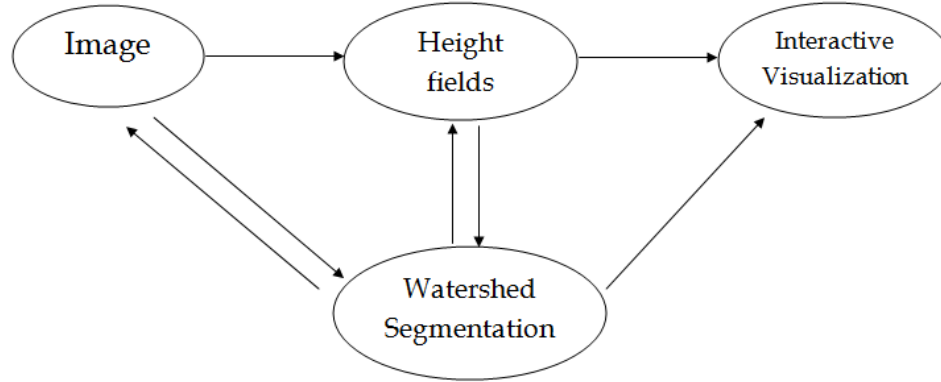 Image
Height
fields
Interactive
Visualization
Watershed
Segmentation